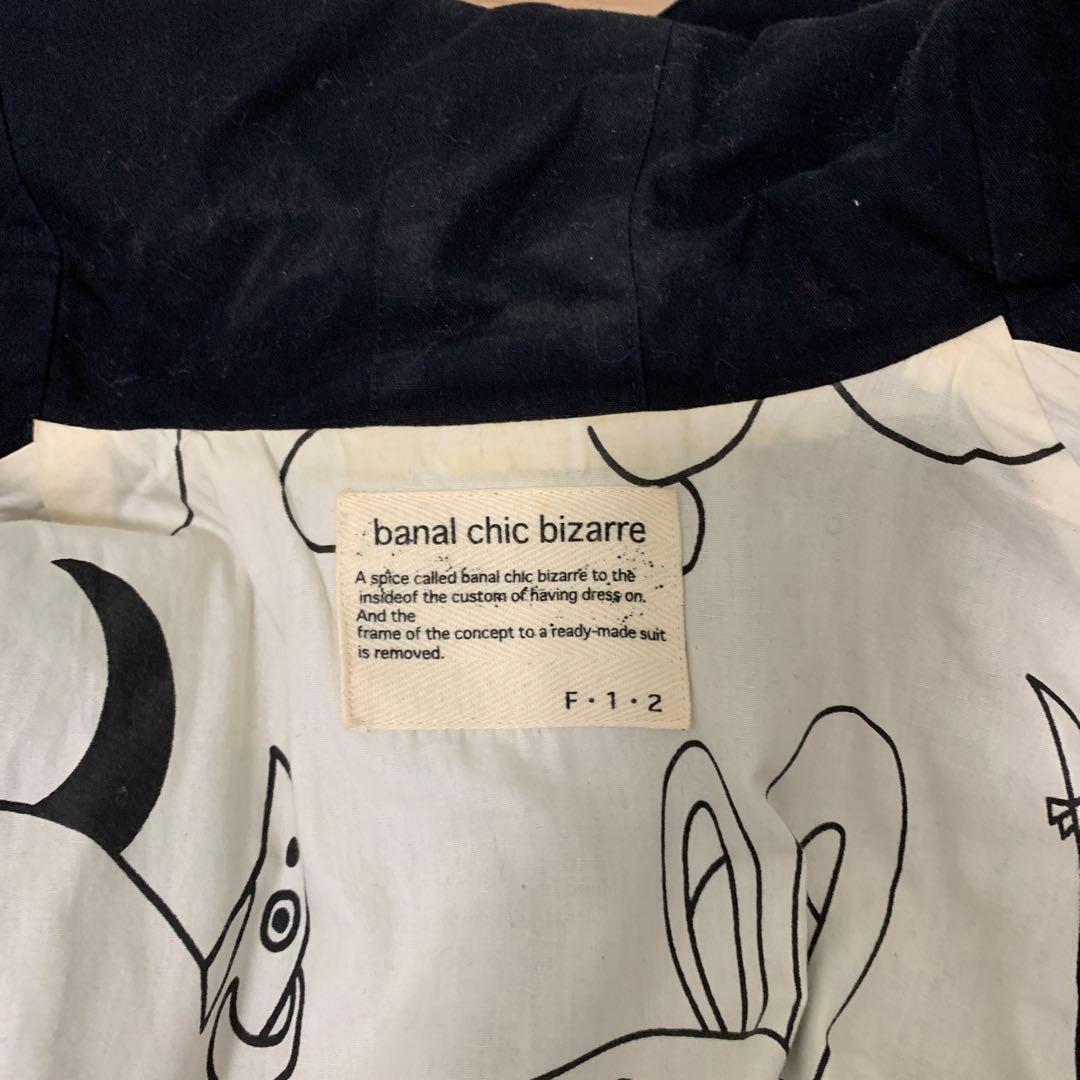 banal chic bizarre
A spice called banal chic bizarre to the
insideof the custom of having dress on.
And the
frame of the concept to a ready-made suit
is removed.
F・1・2